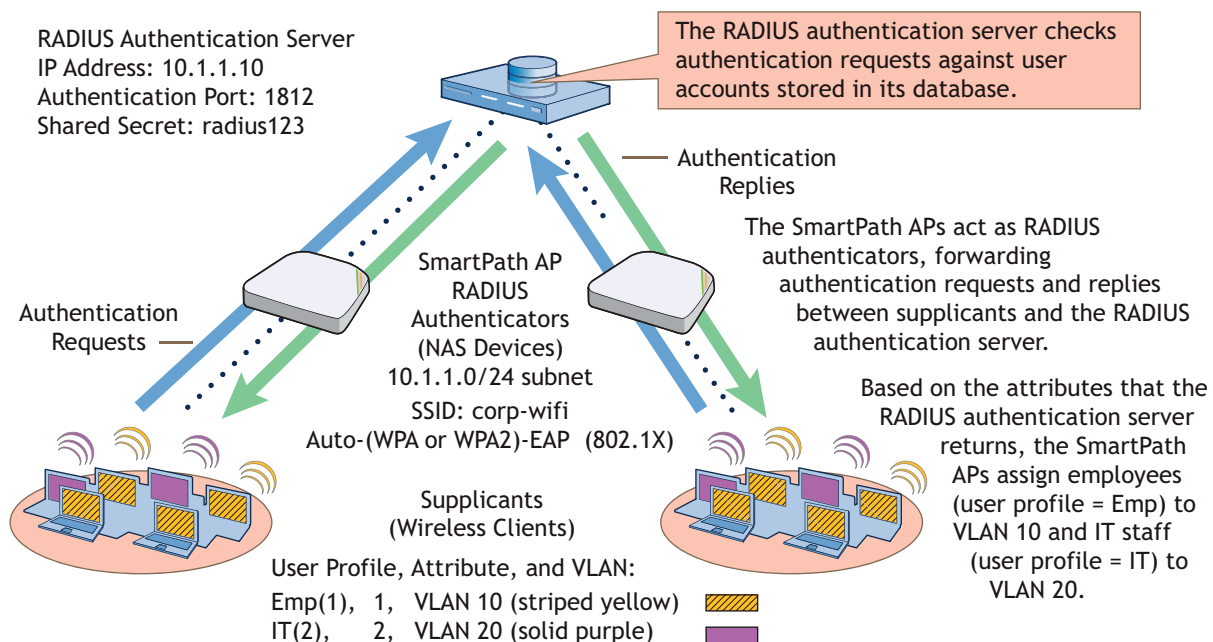 RADIUS Authentication Server
IP Address: 10.1.1.10
Authentication Port: 1812
Shared Secret: radius123
The RADIUS authentication server checks
authentication requests against user
accounts stored in its database.
Authentication
Replies
The SmartPath APs act as RADIUS
authenticators, forwarding
authentication requests and replies
between supplicants and the RADIUS
authentication server.
SmartPath AP
RADIUS
Authenticators
(NAS Devices)
10.1.1.0/24 subnet
SSID: corp-wifi
Auto-(WPA or WPA2)-EAP (802.1X)
Authentication
Requests
Based on the attributes that the
RADIUS authentication server
returns, the SmartPath
APs assign employees
(user profile = Emp) to
VLAN 10 and IT staff
(user profile = IT) to
VLAN 20.
Supplicants
(Wireless Clients)
User Profile, Attribute, and VLAN:
Emp(1), 1, VLAN 10 (striped yellow)
IT(2), 2, VLAN 20 (solid purple)